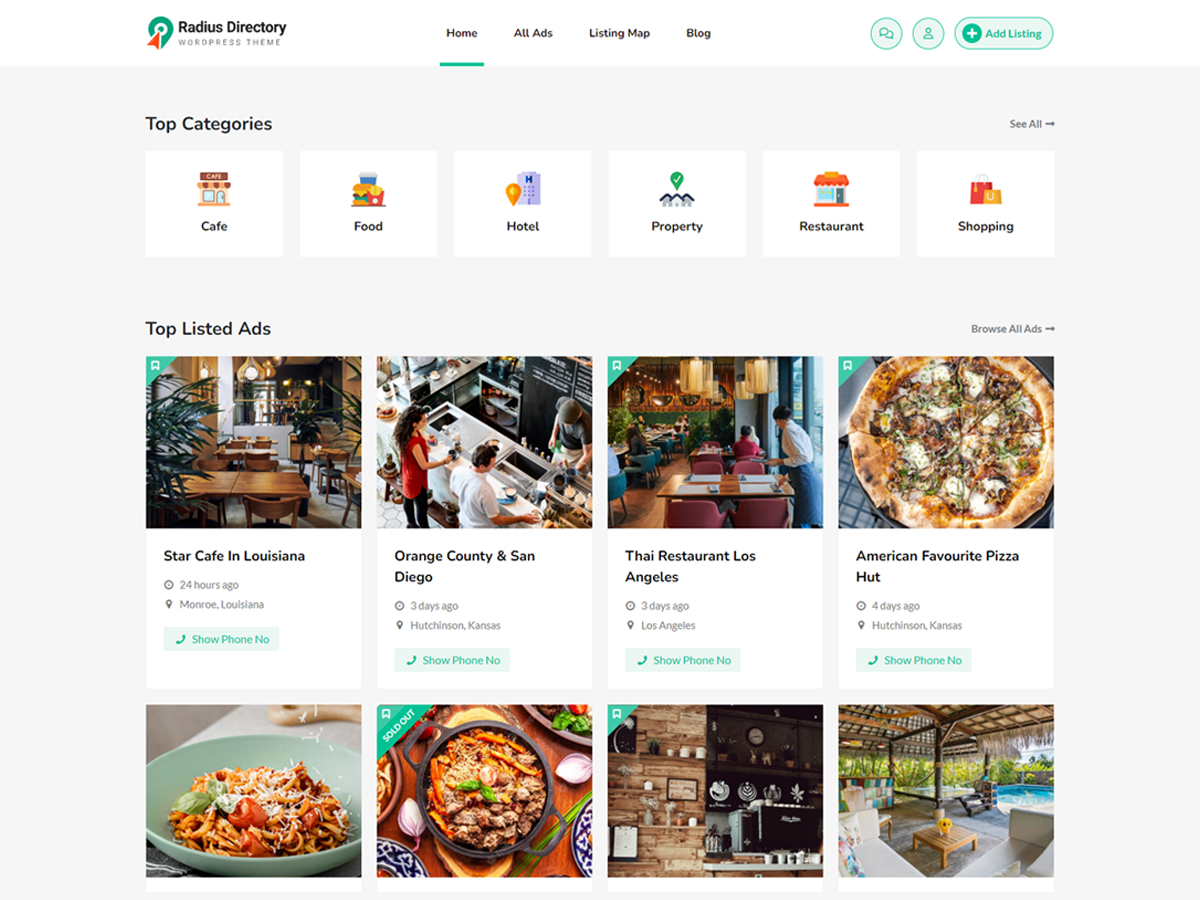 Radius Directory
WORDPRESS THEME
Home
All Ads
Listing Map
Blog
Add Listing
Top Categories
See All
CAFE
H
U
Cafe
Food
Hotel
Property
Restaurant
Shopping
Top Listed Ads
Browse All Ads
Star Cafe In Louisiana
24 hours ago
Monroe, Louisiana
Show Phone No
Orange County & San
Diego
3 days ago
Hutchinson, Kansas
Show Phone No
Thai Restaurant Los
Angeles
3 days ago
Los Angeles
Show Phone No
American Favourite Pizza
Hut
4 days ago
Hutchinson, Kansas
Show Phone No
SOLD OUT